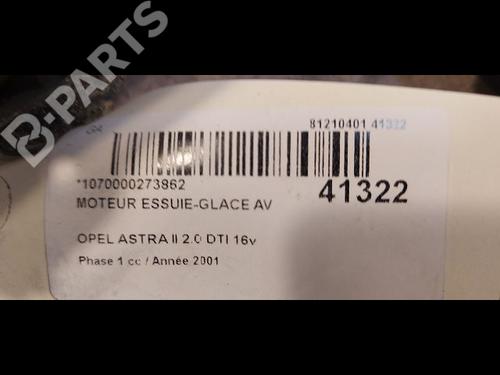 B-PARTS
81210401 41322
*1070000273862
41322
MOTEUR ESSUIE-GLACE AV
OPEL ASTRA II 2.0 DTI 16v
Phase 1 cc / Année 2001